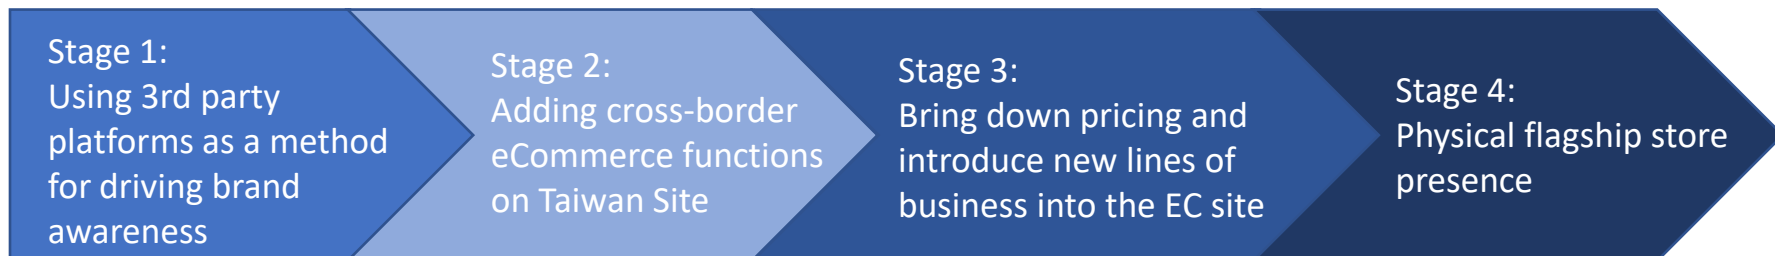 Stage 1:
Using 3rd party
platforms as a method
for driving brand
awareness
Stage 2:
Adding cross-border
eCommerce functions
on Taiwan Site
Stage 3:
Bring down pricing and
introduce new lines of
business into the EC site
Stage 4:
Physical flagship store
presence